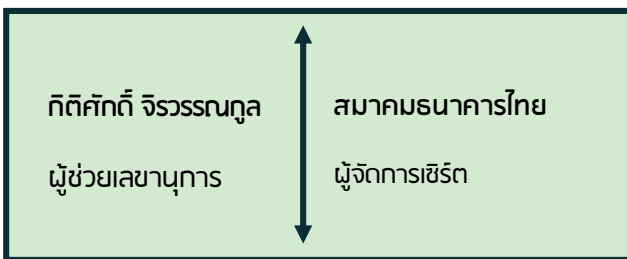 กิติศักดิ์ จิรวรรณกูล
ผู้ช่วยเลขานุการ
สมาคมธนาคารไทย
ผู้จัดการเซิร์ต